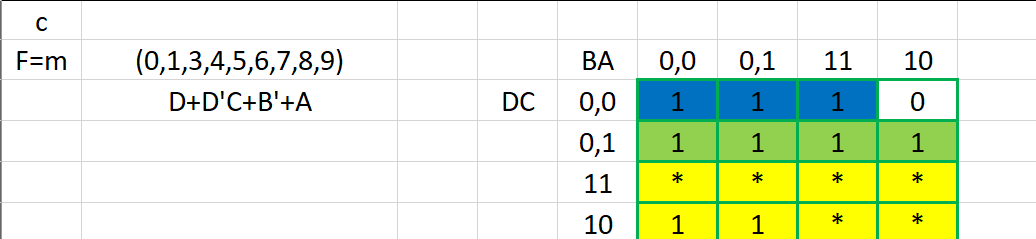 c
F=m (0,1,3,4,5,6,7,8,9) BA 0,0 0,1 11 10
D+D'C+B'+A DC 0,0 1 1 1 0
0,1 1 1 1 1
11 * * * *
10 1 1 * *